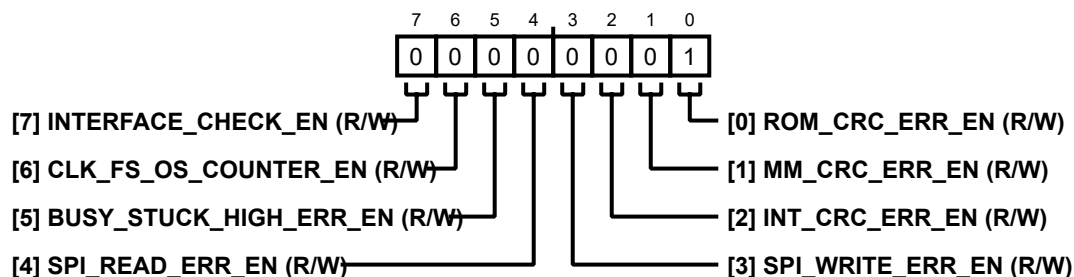 7 6 5 4 3 2 1 0
0 0 0 0 0 0 0 1
[7] INTERFACE_CHECK_EN (R/W)
[0] ROM_CRC_ERR_EN (R/W)
[6] CLK_FS_OS_COUNTER_EN (R/W)
[1] MM_CRC_ERR_EN (R/W)
[5] BUSY_STUCK_HIGH_ERR_EN (R/W)
[2] INT_CRC_ERR_EN (R/W)
[4] SPI_READ_ERR_EN (R/W)
[3] SPI_WRITE_ERR_EN (R/W)